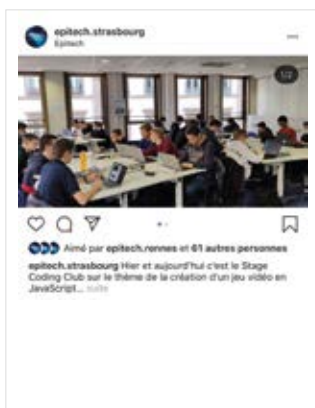 epitech.strasbourg
Epitech
1/2
Aimé par epitech.rennes et 61 autres personnes
epitech.strasbourg Hier et aujourd'hui c'est le Stage
Coding Club sur le thème de la création d'un jeu vidéo en
JavaScript... suite